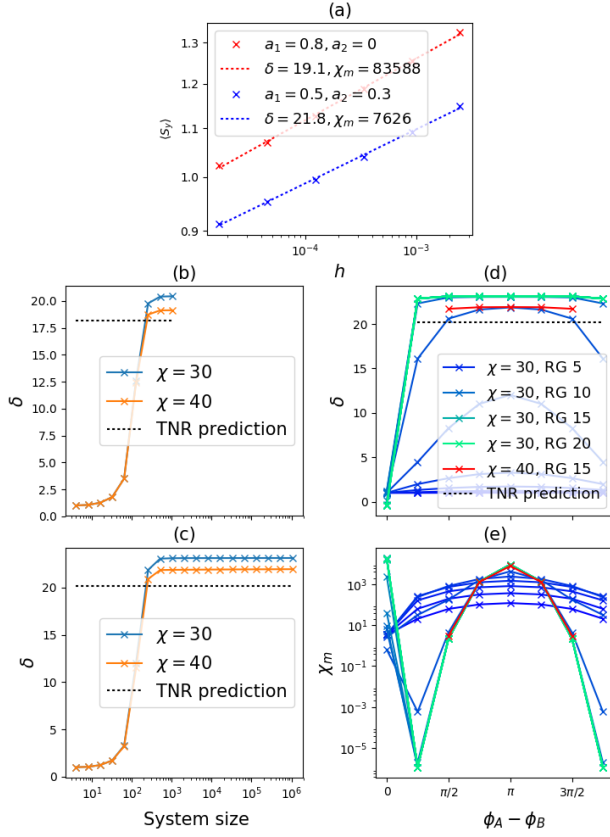 (a)
1.3
1.2
1.1
1.0
0.9
⟨S_y⟩
× a₁ = 0.8, a₂ = 0
δ = 19.1, χₘ = 83588
× a₁ = 0.5, a₂ = 0.3
δ = 21.8, χₘ = 7626
10⁻⁴
10⁻³
h
(b)
20.0
17.5
15.0
12.5
10.0
7.5
5.0
2.5
0.0
δ
χ = 30
χ = 40
TNR prediction
(d)
20
15
10
5
0
δ
χ = 30, RG 5
χ = 30, RG 10
χ = 30, RG 15
χ = 30, RG 20
χ = 40, RG 15
TNR prediction
(c)
20
15
10
5
0
δ
χ = 30
χ = 40
TNR prediction
10¹
10²
10³
10⁴
10⁵
10⁶
System size
(e)
10³
10¹
10⁻¹
10⁻³
10⁻⁵
χₘ
0
π/2
π
3π/2
ϕ_A − ϕ_B